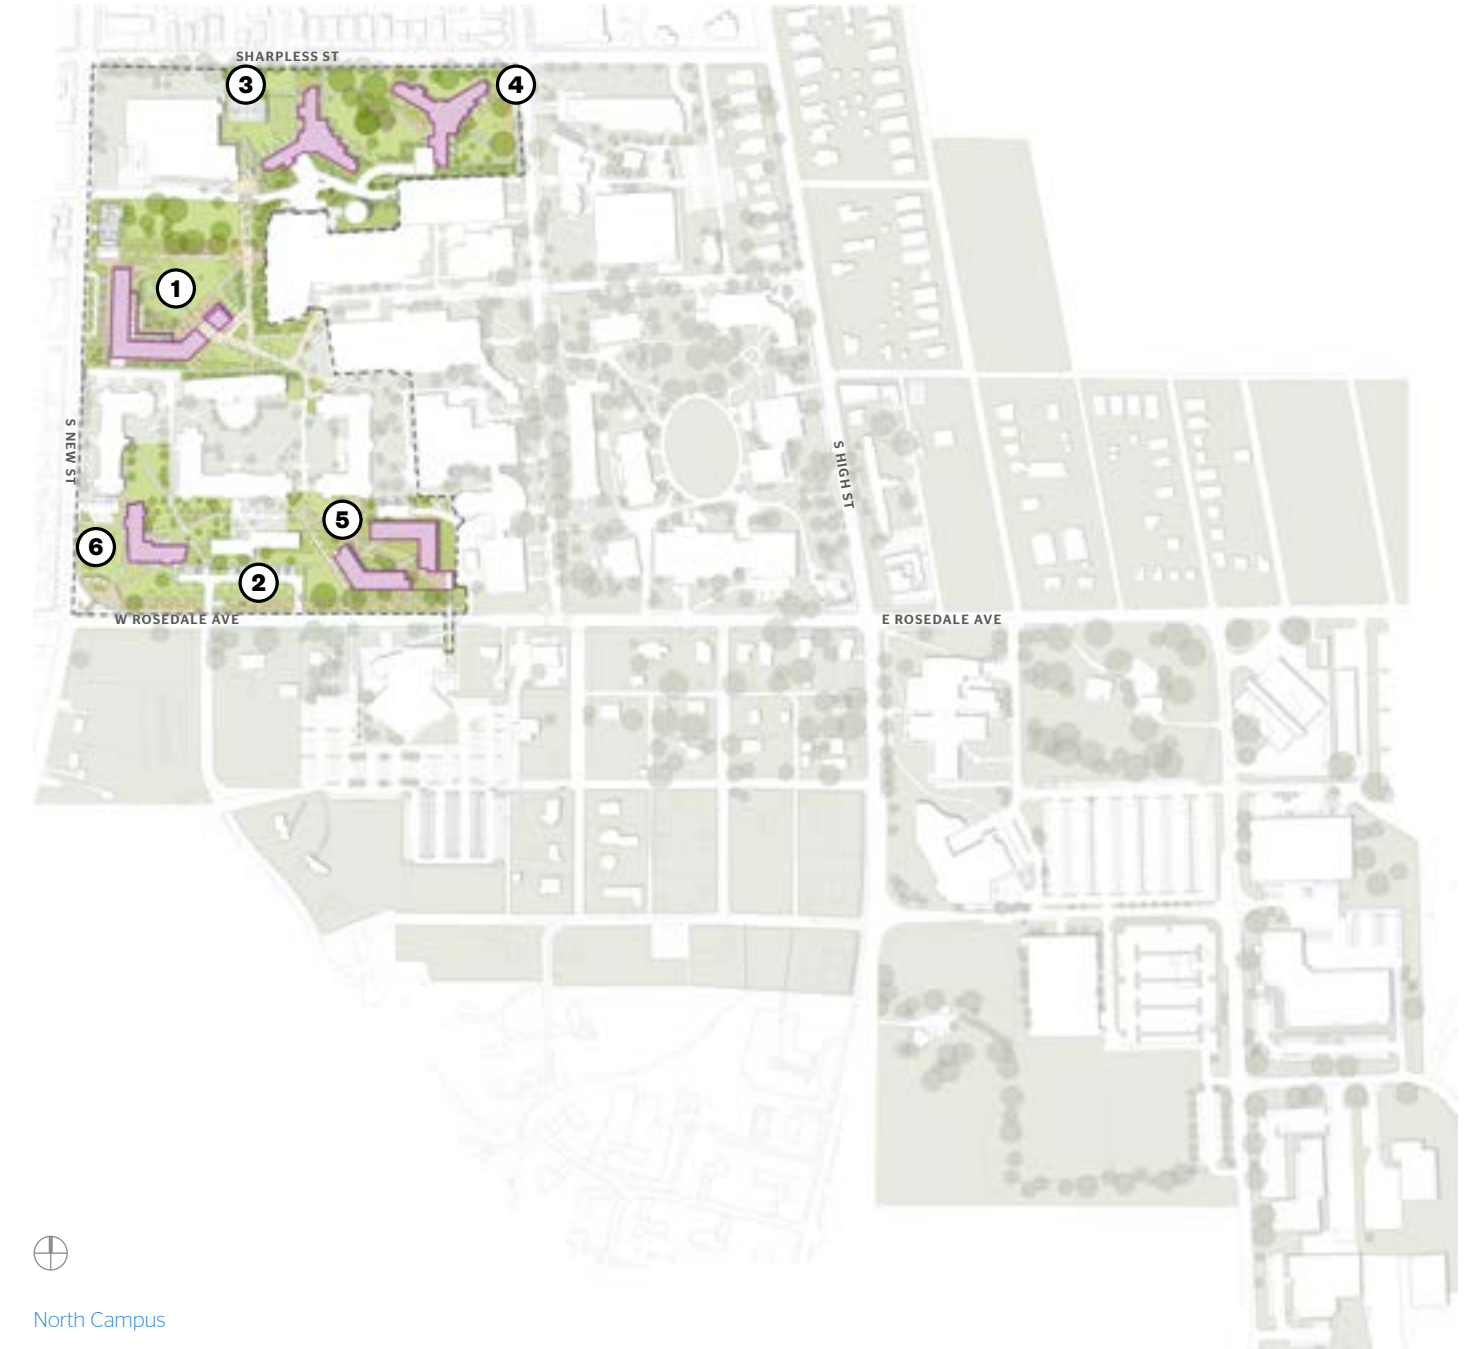 SHARPLESS ST
3
4
1
S NEW ST
S HIGH ST
5
6
2
W ROSEDALE AVE
E ROSEDALE AVE
North Campus